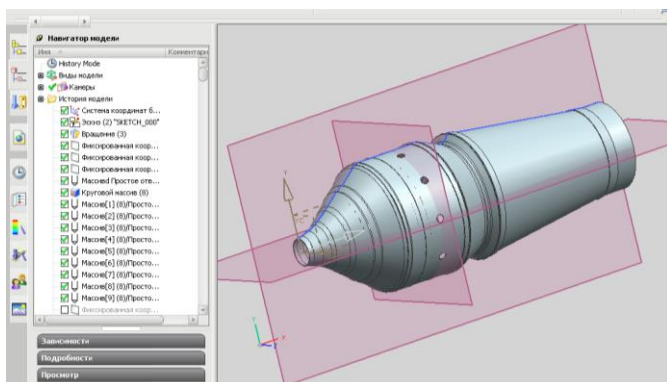 Навигатор модели
Имя
Комментари
History Mode
Виды модели
Камеры
История модели
Система координат б...
Эскиз (2) "SKETCH_000"
Вращение (3)
Фиксированная коор...
Фиксированная коор...
Фиксированная коор...
Массив Простое отв...
Круговой массив (8)
Массив[1] (8)/Просто...
Массив[2] (8)/Просто...
Массив[3] (8)/Просто...
Массив[4] (8)/Просто...
Массив[5] (8)/Просто...
Массив[6] (8)/Просто...
Массив[7] (8)/Просто...
Массив[8] (8)/Просто...
Массив[9] (8)/Просто...
Фиксированная коор...
Зависимости
Подробности
Просмотр